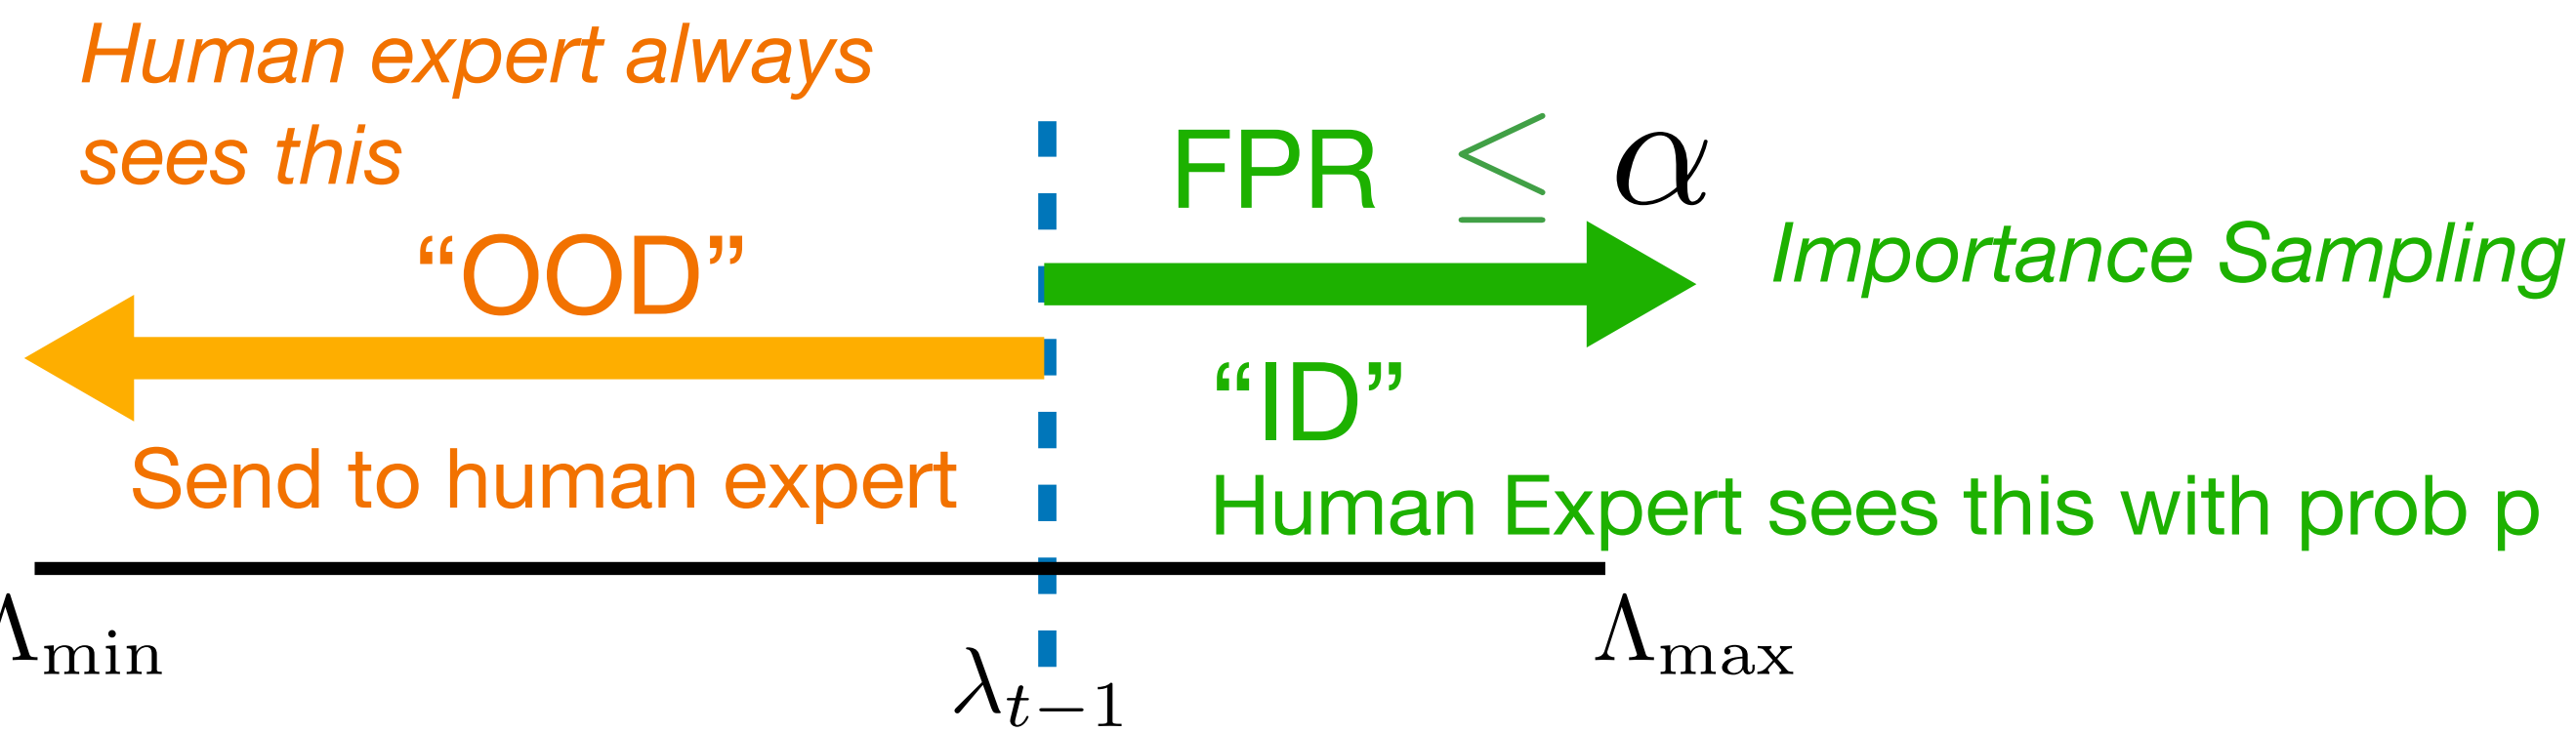 Human expert always
sees this
FPR ≤ α
“OOD”
Importance Sampling
“ID”
Send to human expert
Human Expert sees this with prob p
Λmin
λt−1
Λmax